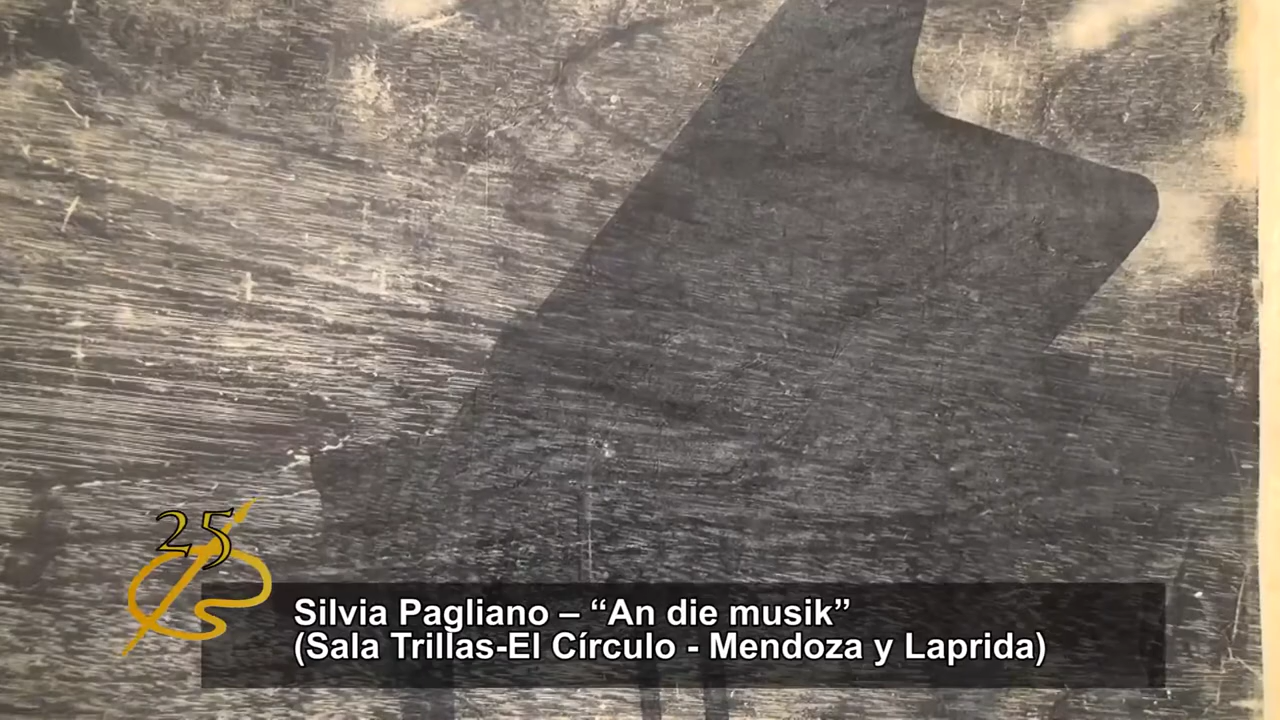 25
Silvia Pagliano – “An die musik”
(Sala Trillas-El Círculo - Mendoza y Laprida)